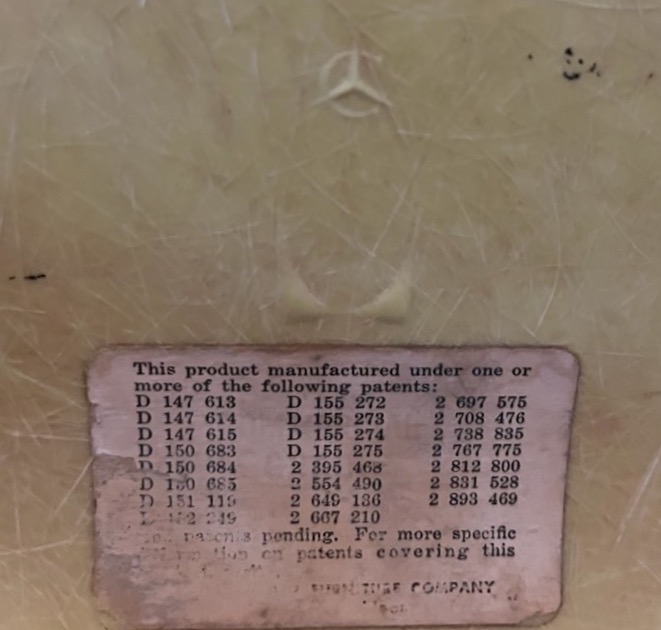 This product manufactured under one or
more of the following patents:
D 147 613 D 155 272 2 697 575
D 147 614 D 155 273 2 708 476
D 147 615 D 155 274 2 738 835
D 150 683 D 155 275 2 767 775
D 150 684 2 395 468 2 812 800
D 150 685 2 554 490 2 831 528
D 151 119 2 649 136 2 893 469
2 667 210
patents pending. For more specific
on patents covering this
FURNITURE COMPANY